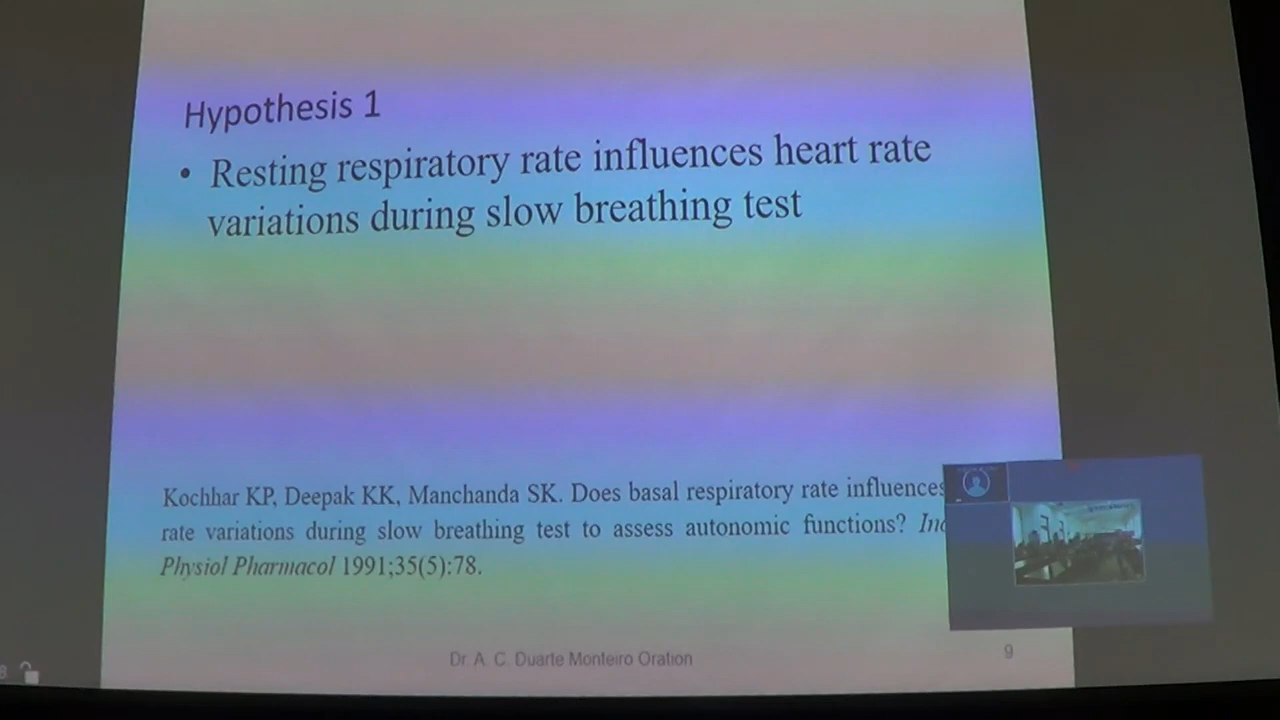 Hypothesis 1
• Resting respiratory rate influences heart rate
variations during slow breathing test
Kochhar KP, Deepak KK, Manchanda SK. Does basal respiratory rate influences
rate variations during slow breathing test to assess autonomic functions?
Physiol Pharmacol 1991;35(5):78.
Dr. A. C. Duarte Monteiro Oration
9
8